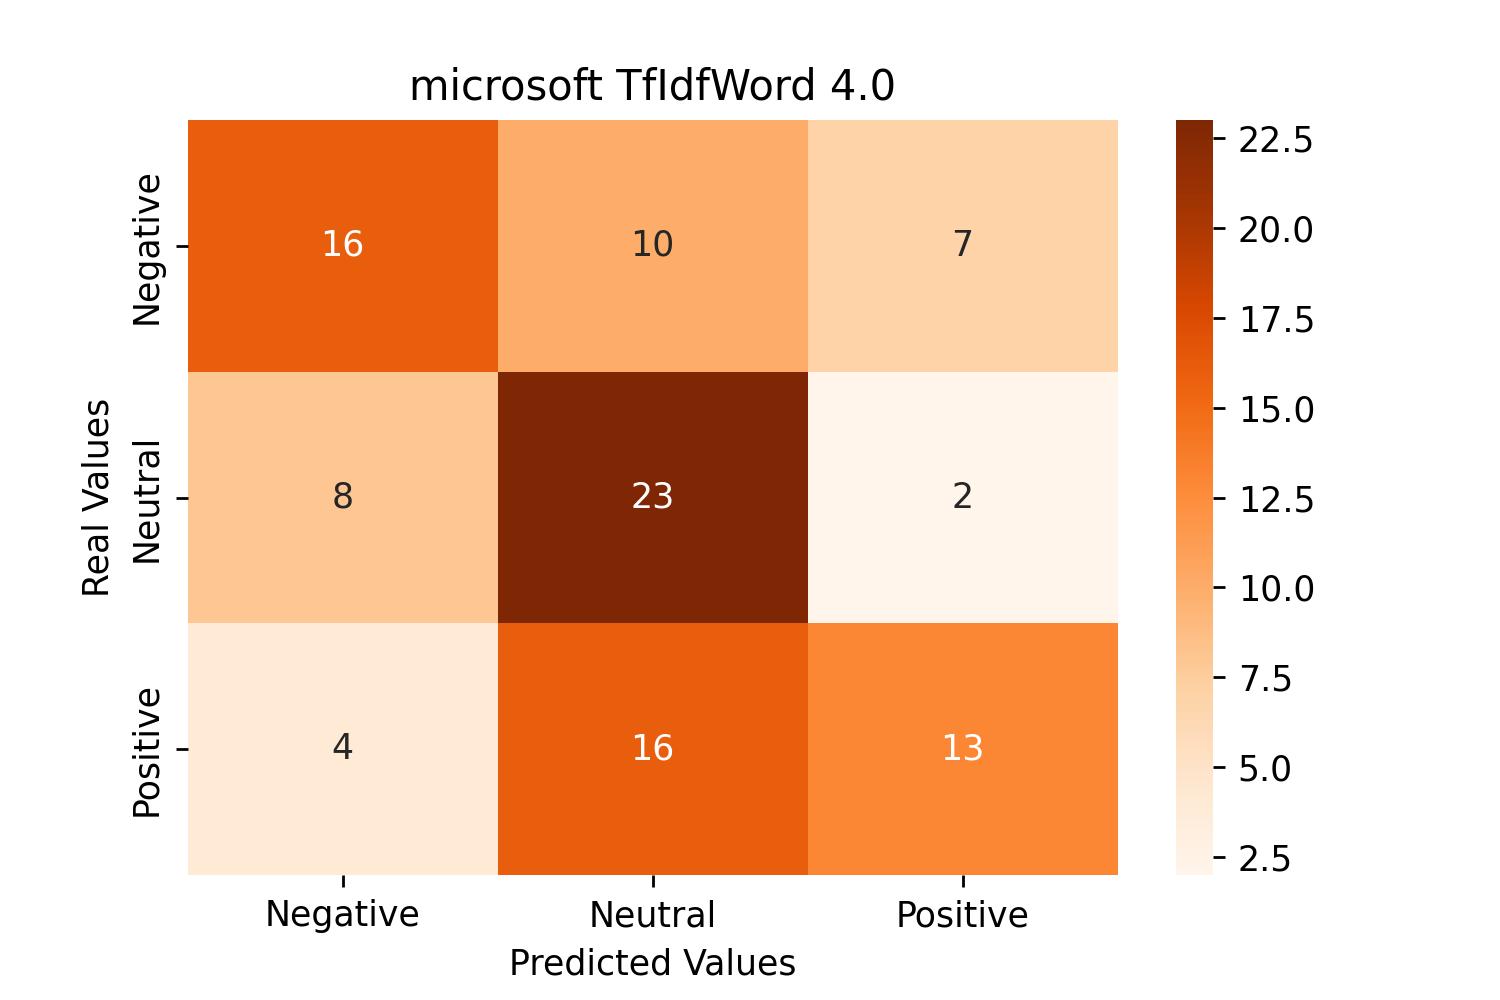 microsoft TfIdfWord 4.0
Real Values
Negative
16 10 7
Neutral
8 23 2
Positive
4 16 13
Negative Neutral Positive
Predicted Values
22.5
20.0
17.5
15.0
12.5
10.0
7.5
5.0
2.5